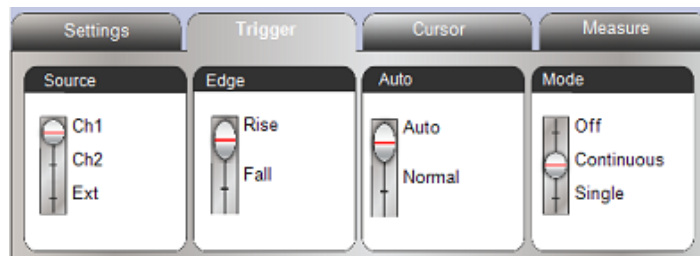 Settings
Trigger
Cursor
Measure
Source
Ch1
Ch2
Ext
Edge
Rise
Fall
Auto
Auto
Normal
Mode
Off
Continuous
Single